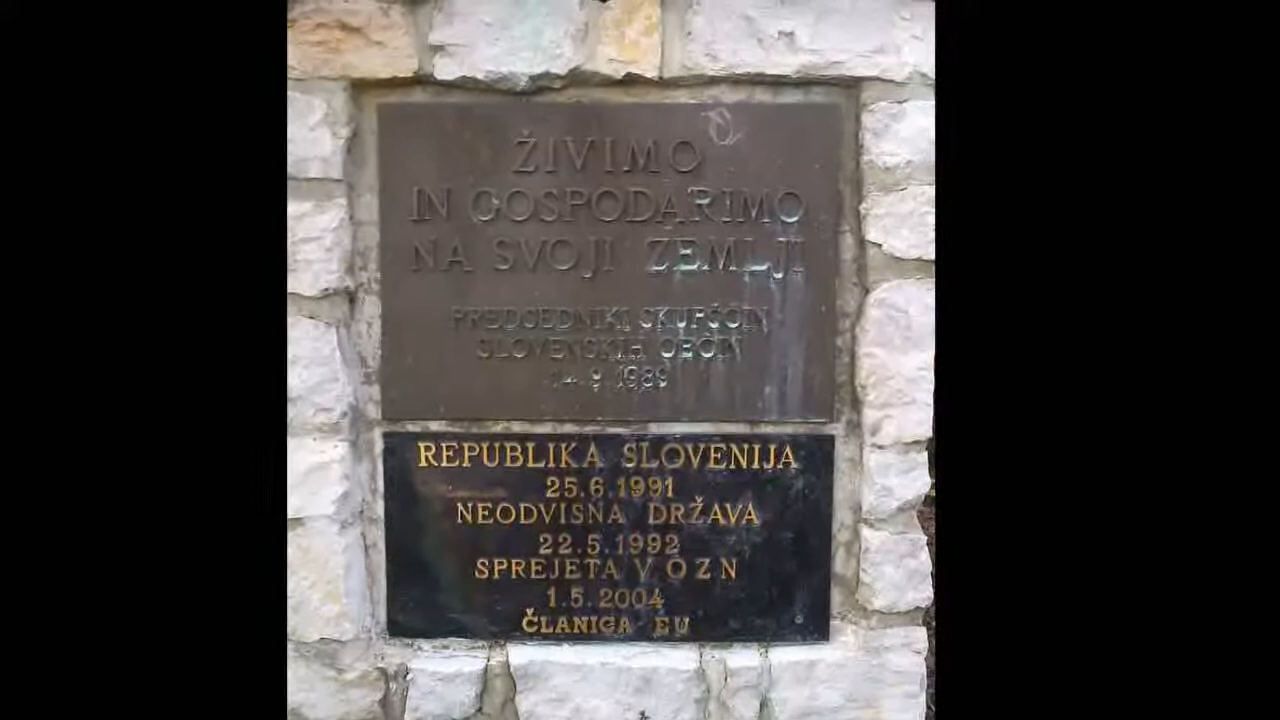 ŽIVIMO
IN GOSPODARIMO
NA SVOJI ZEMLJI
PREDSEDNIKI SKUPŠČIN
SLOVENSKIH OBČIN
14.9.1989
REPUBLIKA SLOVENIJA
25.6.1991
NEODVISNA DRŽAVA
22.5.1992
SPREJETA V OZN
1.5.2004
ČLANICA EU